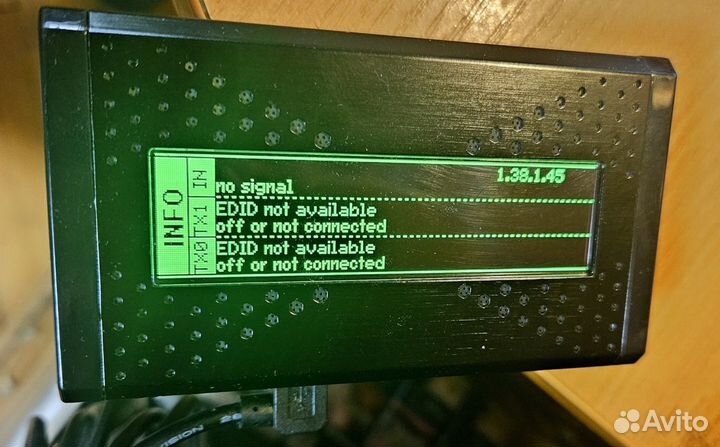 INFO
IN
1.38.1.45
no signal
TX1
EDID not available
off or not connected
TX0
EDID not available
off or not connected
VISION
Avito